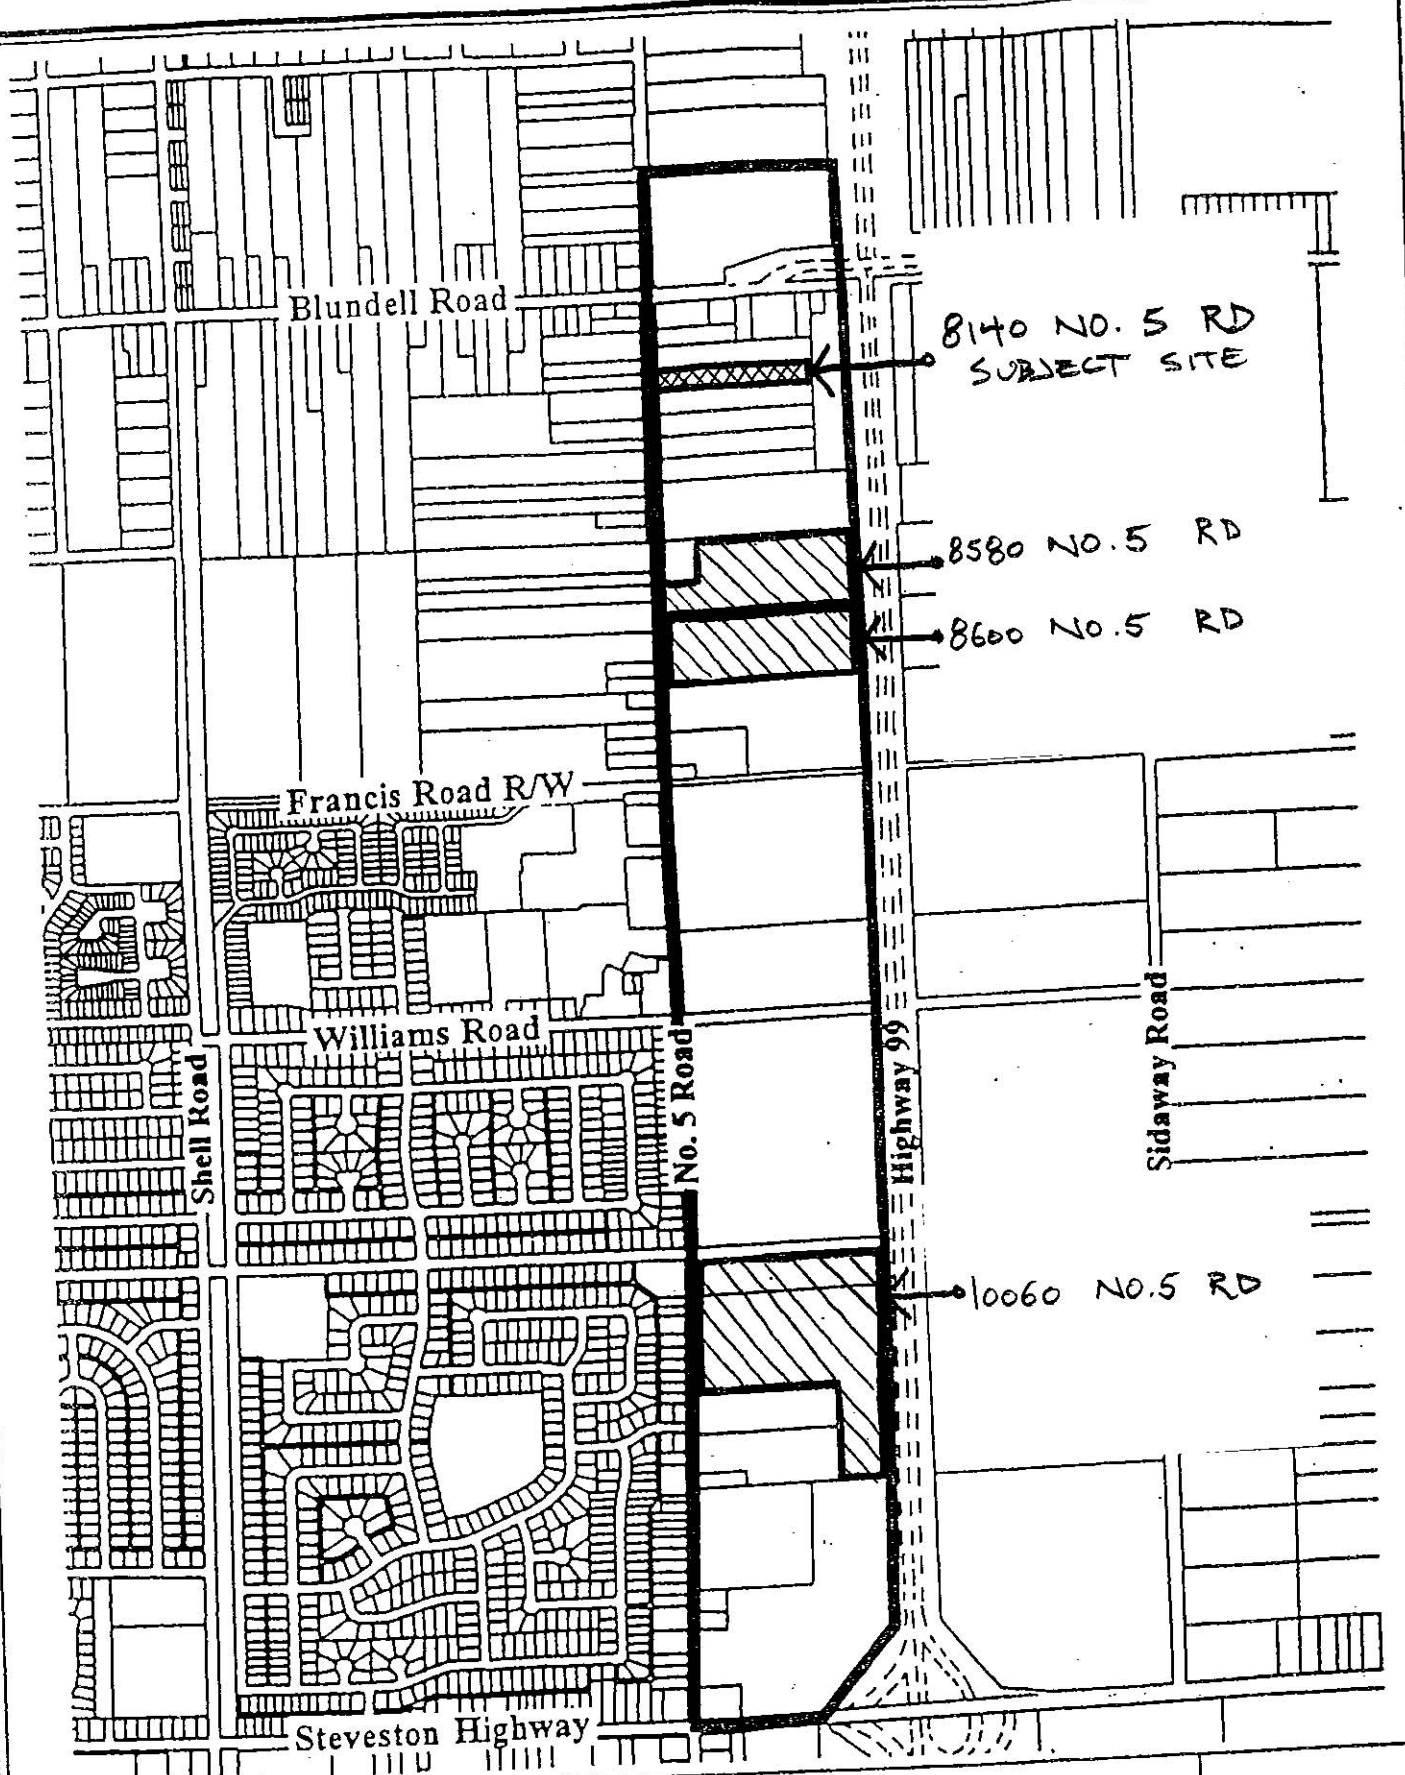 Blundell Road
8140 NO. 5 RD
SUBJECT SITE
8580 NO.5 RD
8600 NO.5 RD
Francis Road R/W
Williams Road
Shell Road
No. 5 Road
Highway 99
Sidaway Road
10060 NO.5 RD
Steveston Highway